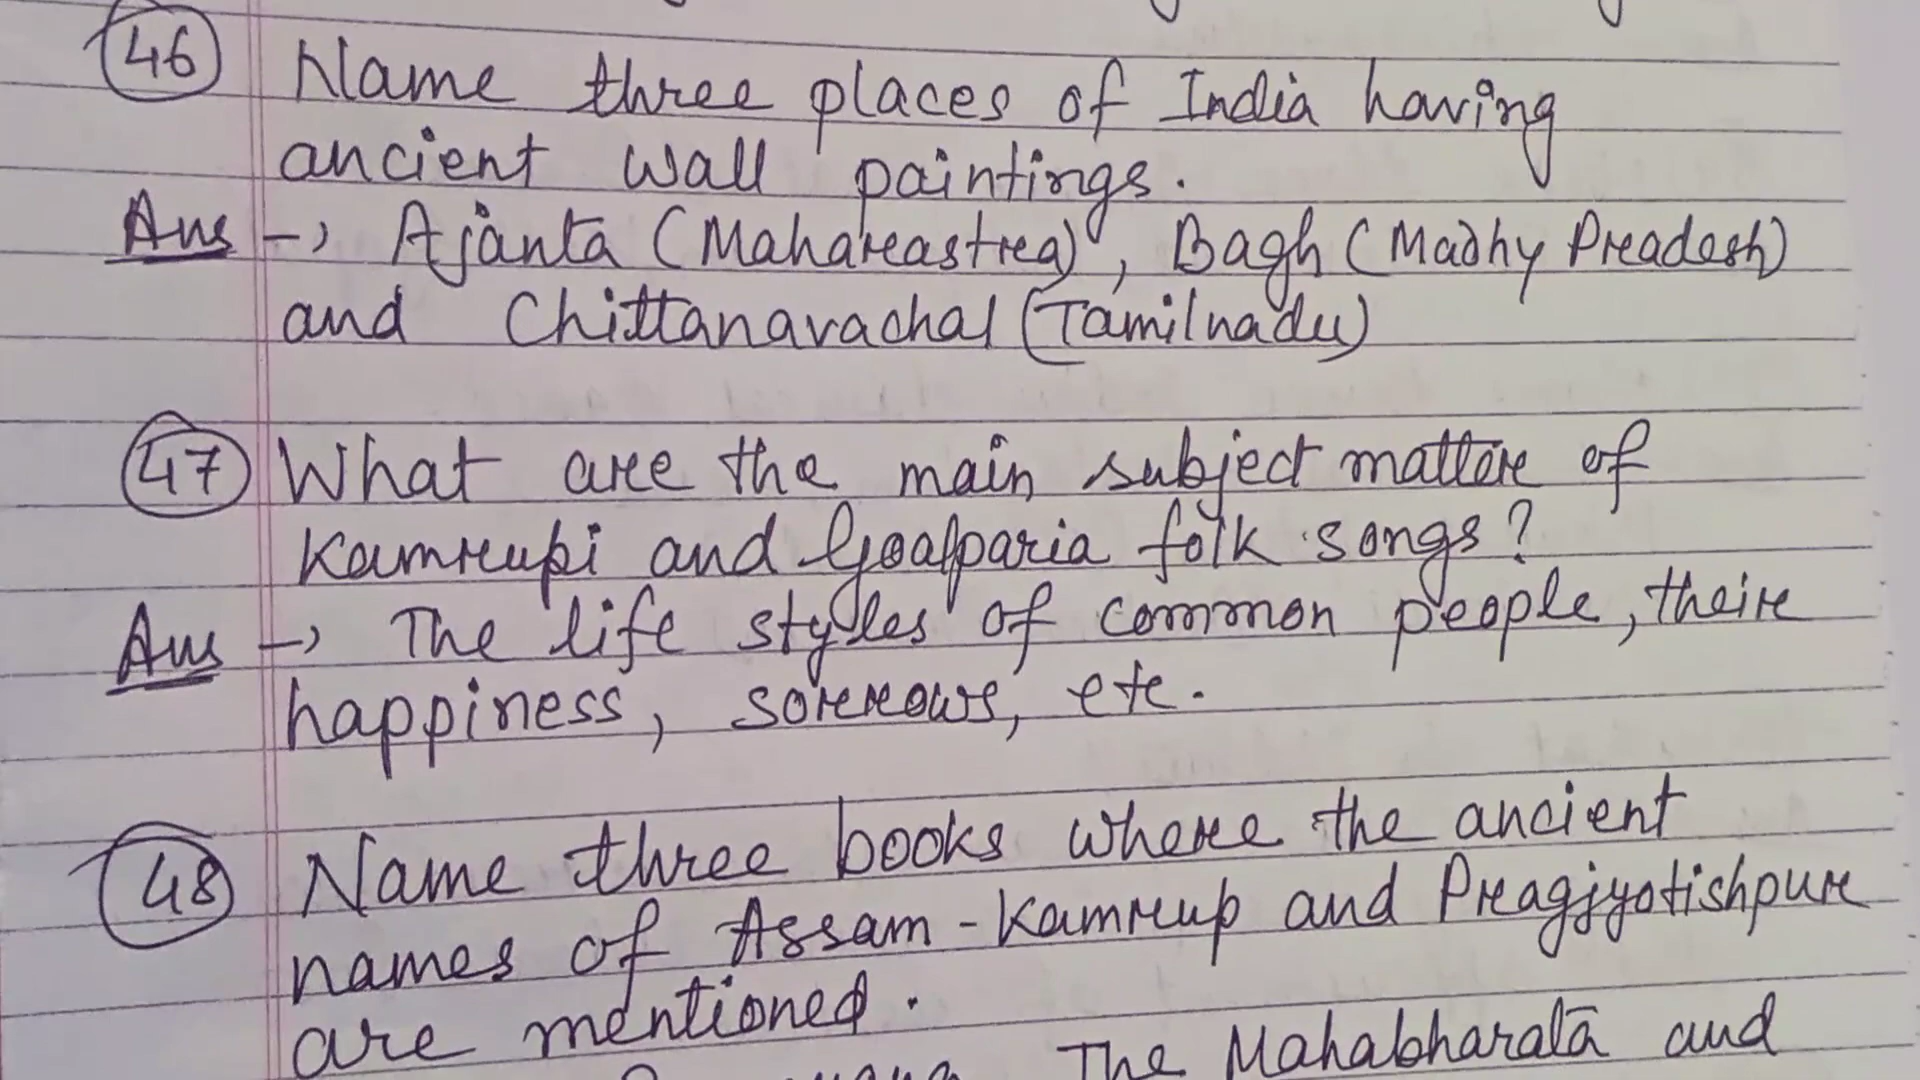 46 Name three places of India having
ancient wall paintings.
Ans → Ajanta (Maharastra), Bagh (Madhy Pradesh)
and Chittanavachal (Tamilnadu)
47 What are the main subject matter of
Kamrupi and Goalparia folk songs?
Ans → The life styles of common people, their
happiness, sorrows, etc.
48 Name three books where the ancient
names of Assam - Kamrup and Pragjyotishpur
are mentioned.
The Mahabharata and